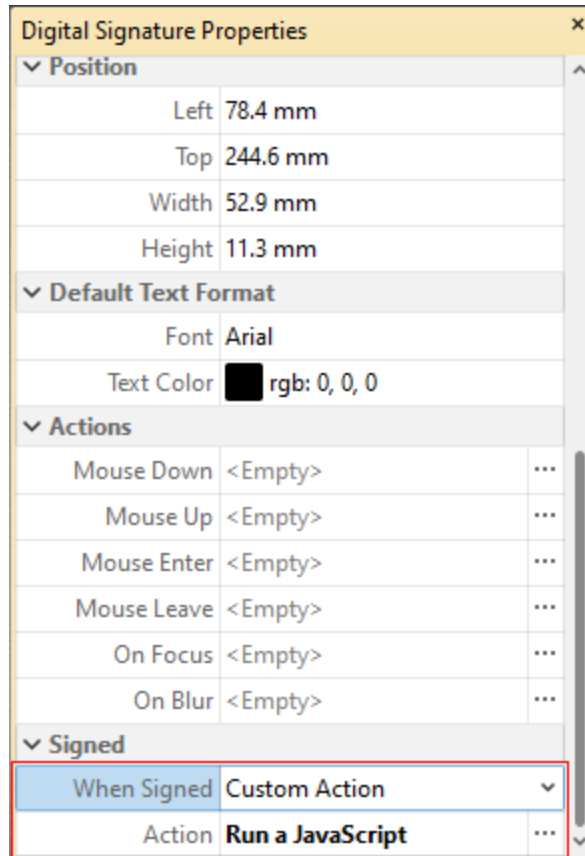 Digital Signature Properties
Position
Left 78.4 mm
Top 244.6 mm
Width 52.9 mm
Height 11.3 mm
Default Text Format
Font Arial
Text Color rgb: 0, 0, 0
Actions
Mouse Down <Empty> ...
Mouse Up <Empty> ...
Mouse Enter <Empty> ...
Mouse Leave <Empty> ...
On Focus <Empty> ...
On Blur <Empty> ...
Signed
When Signed Custom Action
Action Run a JavaScript ...